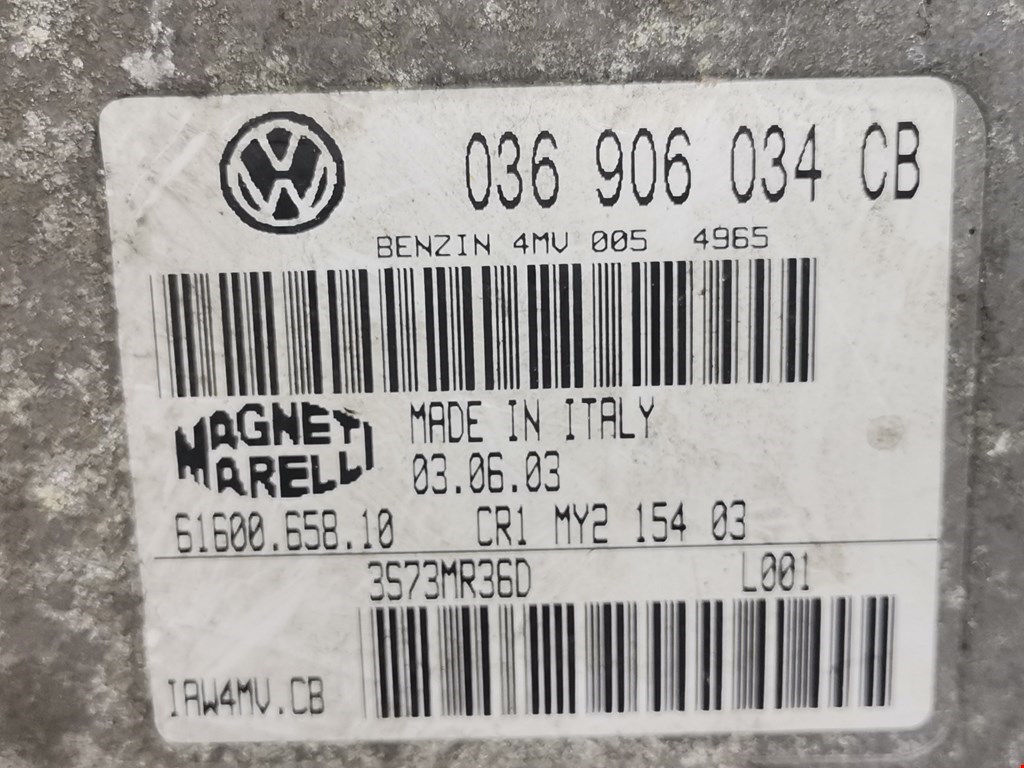 036 906 034 CB
BENZIN 4MV 005 4965
MAGNETI MADE IN ITALY
MARELLI 03.06.03
61600.658.10 CR1 MY2 154 03
3S73MR36D L001
IAW4MV.CB